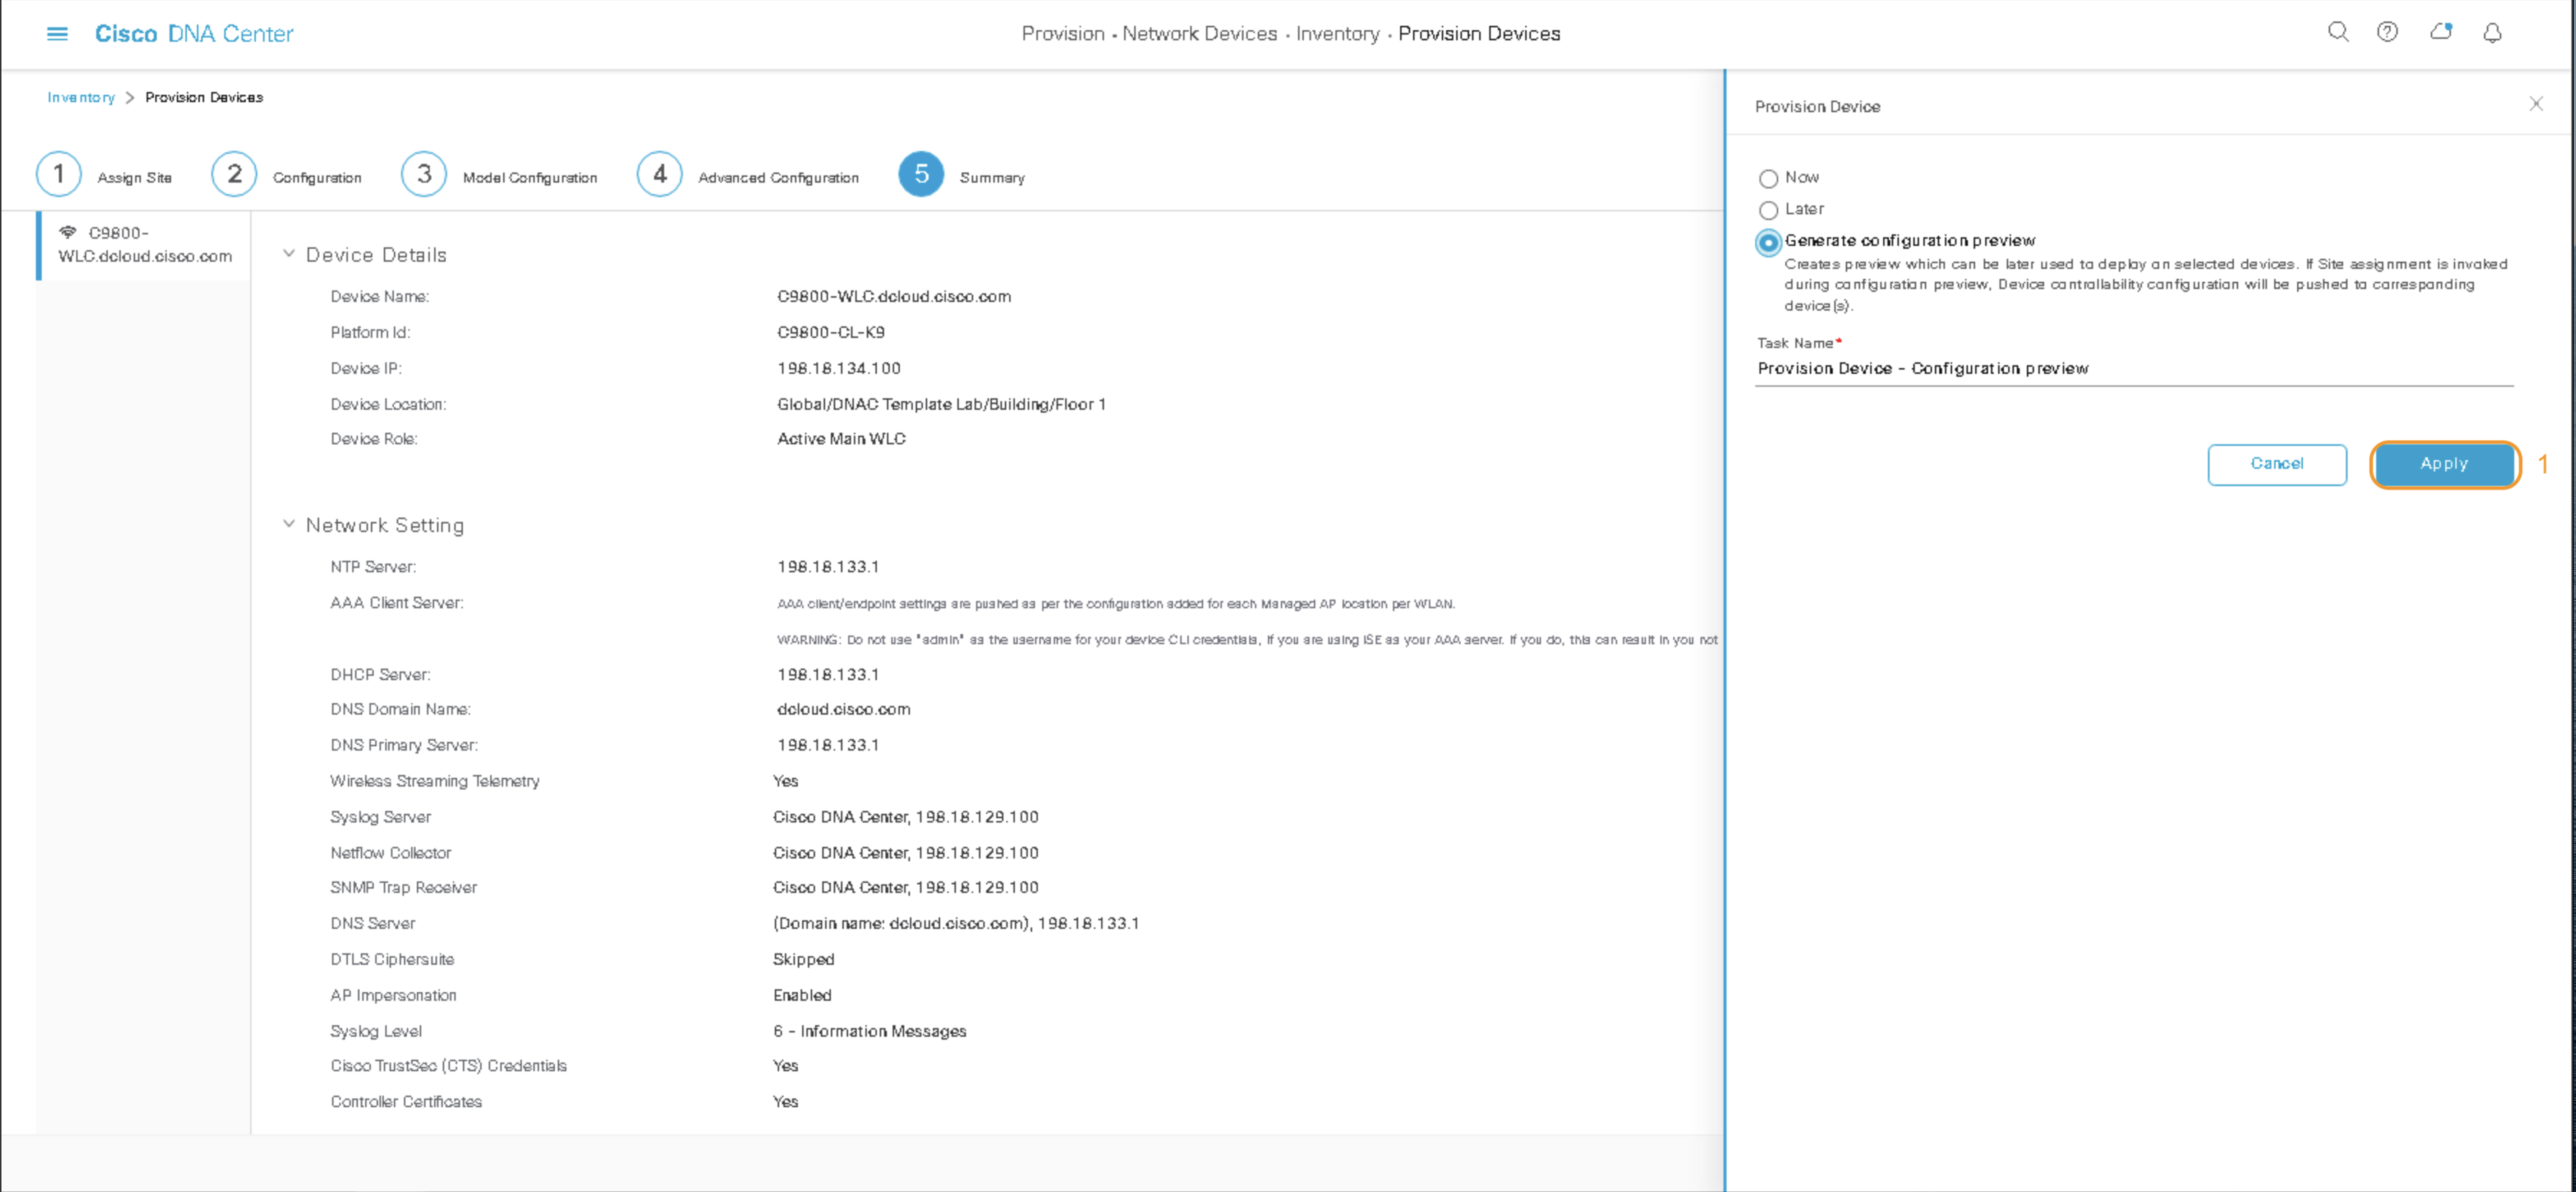 Cisco DNA Center
Provision • Network Devices • Inventory • Provision Devices
Inventory > Provision Devices
1 Assign Site 2 Configuration 3 Model Configuration 4 Advanced Configuration 5 Summary
C9800-
WLC.dcloud.cisco.com
Device Details
Device Name: C9800-WLC.dcloud.cisco.com
Platform Id: C9800-CL-K9
Device IP: 198.18.134.100
Device Location: Global/DNAC Template Lab/Building/Floor 1
Device Role: Active Main WLC
Network Setting
NTP Server: 198.18.133.1
AAA Client Server: AAA client/endpoint settings are pushed as per the configuration added for each Managed AP location per WLAN.
WARNING: Do not use "admin" as the username for your device CLI credentials, if you are using ISE as your AAA server. If you do, this can result in you not
DHCP Server: 198.18.133.1
DNS Domain Name: dcloud.cisco.com
DNS Primary Server: 198.18.133.1
Wireless Streaming Telemetry Yes
Syslog Server Cisco DNA Center, 198.18.129.100
Netflow Collector Cisco DNA Center, 198.18.129.100
SNMP Trap Receiver Cisco DNA Center, 198.18.129.100
DNS Server (Domain name: dcloud.cisco.com), 198.18.133.1
DTLS Ciphersuite Skipped
AP Impersonation Enabled
Syslog Level 6 - Information Messages
Cisco TrustSec (CTS) Credentials Yes
Controller Certificates Yes
Provision Device
Now
Later
Generate configuration preview
Creates preview which can be later used to deploy on selected devices. If Site assignment is invoked
during configuration preview, Device controllability configuration will be pushed to corresponding
device(s).
Task Name*
Provision Device - Configuration preview
Cancel Apply 1